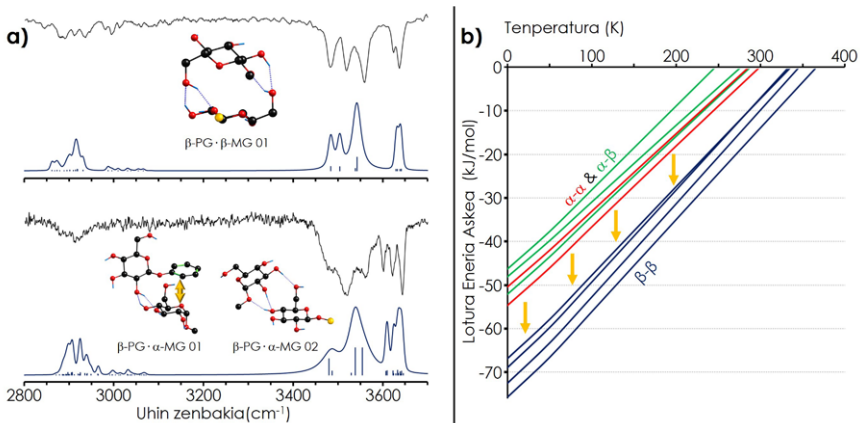 a)
β-PG · β-MG 01
β-PG · α-MG 01
β-PG · α-MG 02
2800 3000 3200 3400 3600
Uhin zenbakia(cm-1)
b)
Tenperatura (K)
0 100 200 300 400
0
-10
-20
-30
-40
-50
-60
-70
Lotura Eneria Askea (kJ/mol)
α-α & α-β
β-β